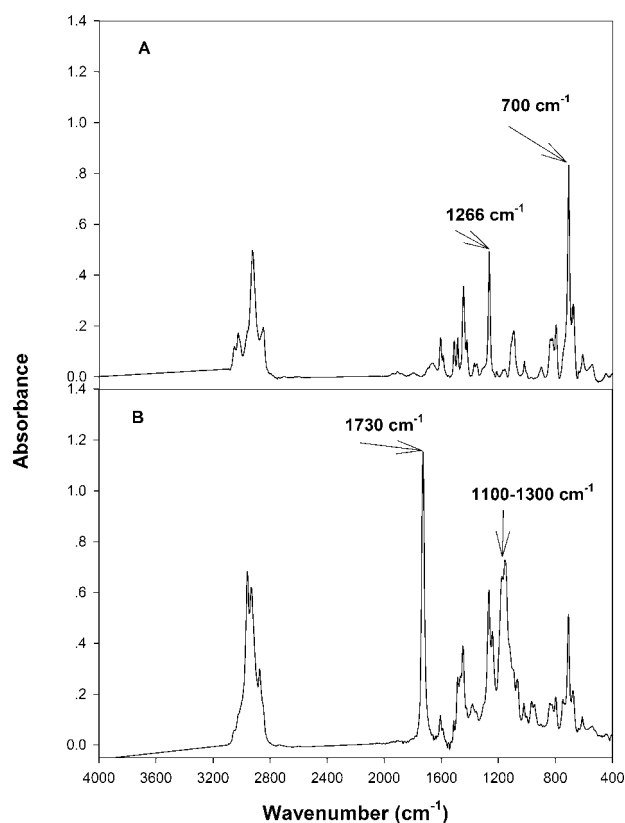 1.4
A
1.2
700 cm-1
1.0
.8
1266 cm-1
.6
.4
.2
0.0
1.4
B
1730 cm-1
1.2
1100-1300 cm-1
1.0
.8
.6
.4
.2
0.0
Absorbance
4000 3600 3200 2800 2400 2000 1600 1200 800 400
Wavenumber (cm-1)